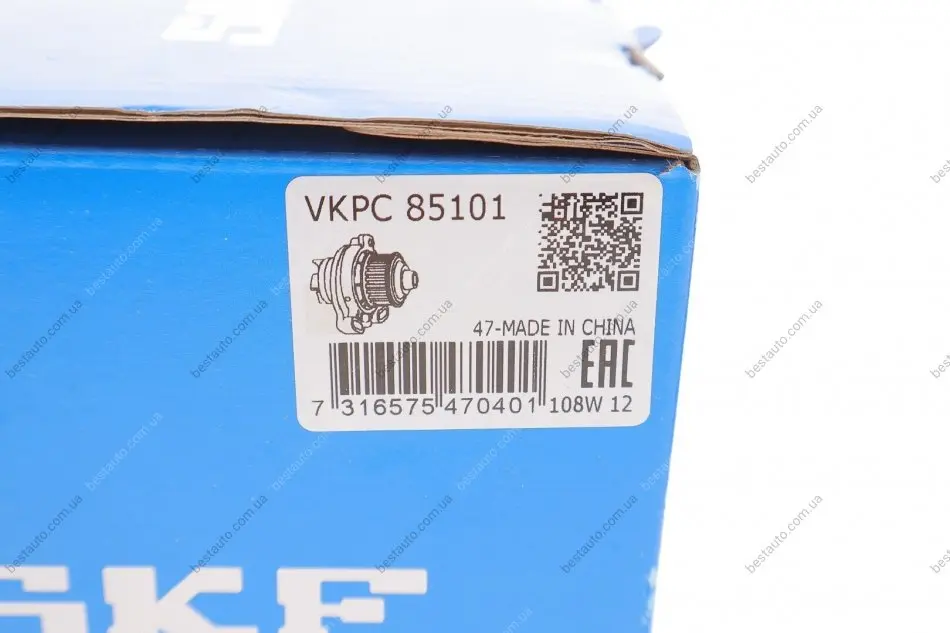 VKPC 85101
47-MADE IN CHINA
EAC
7 316575 470401 108W 12
SKF
bestauto.com.ua